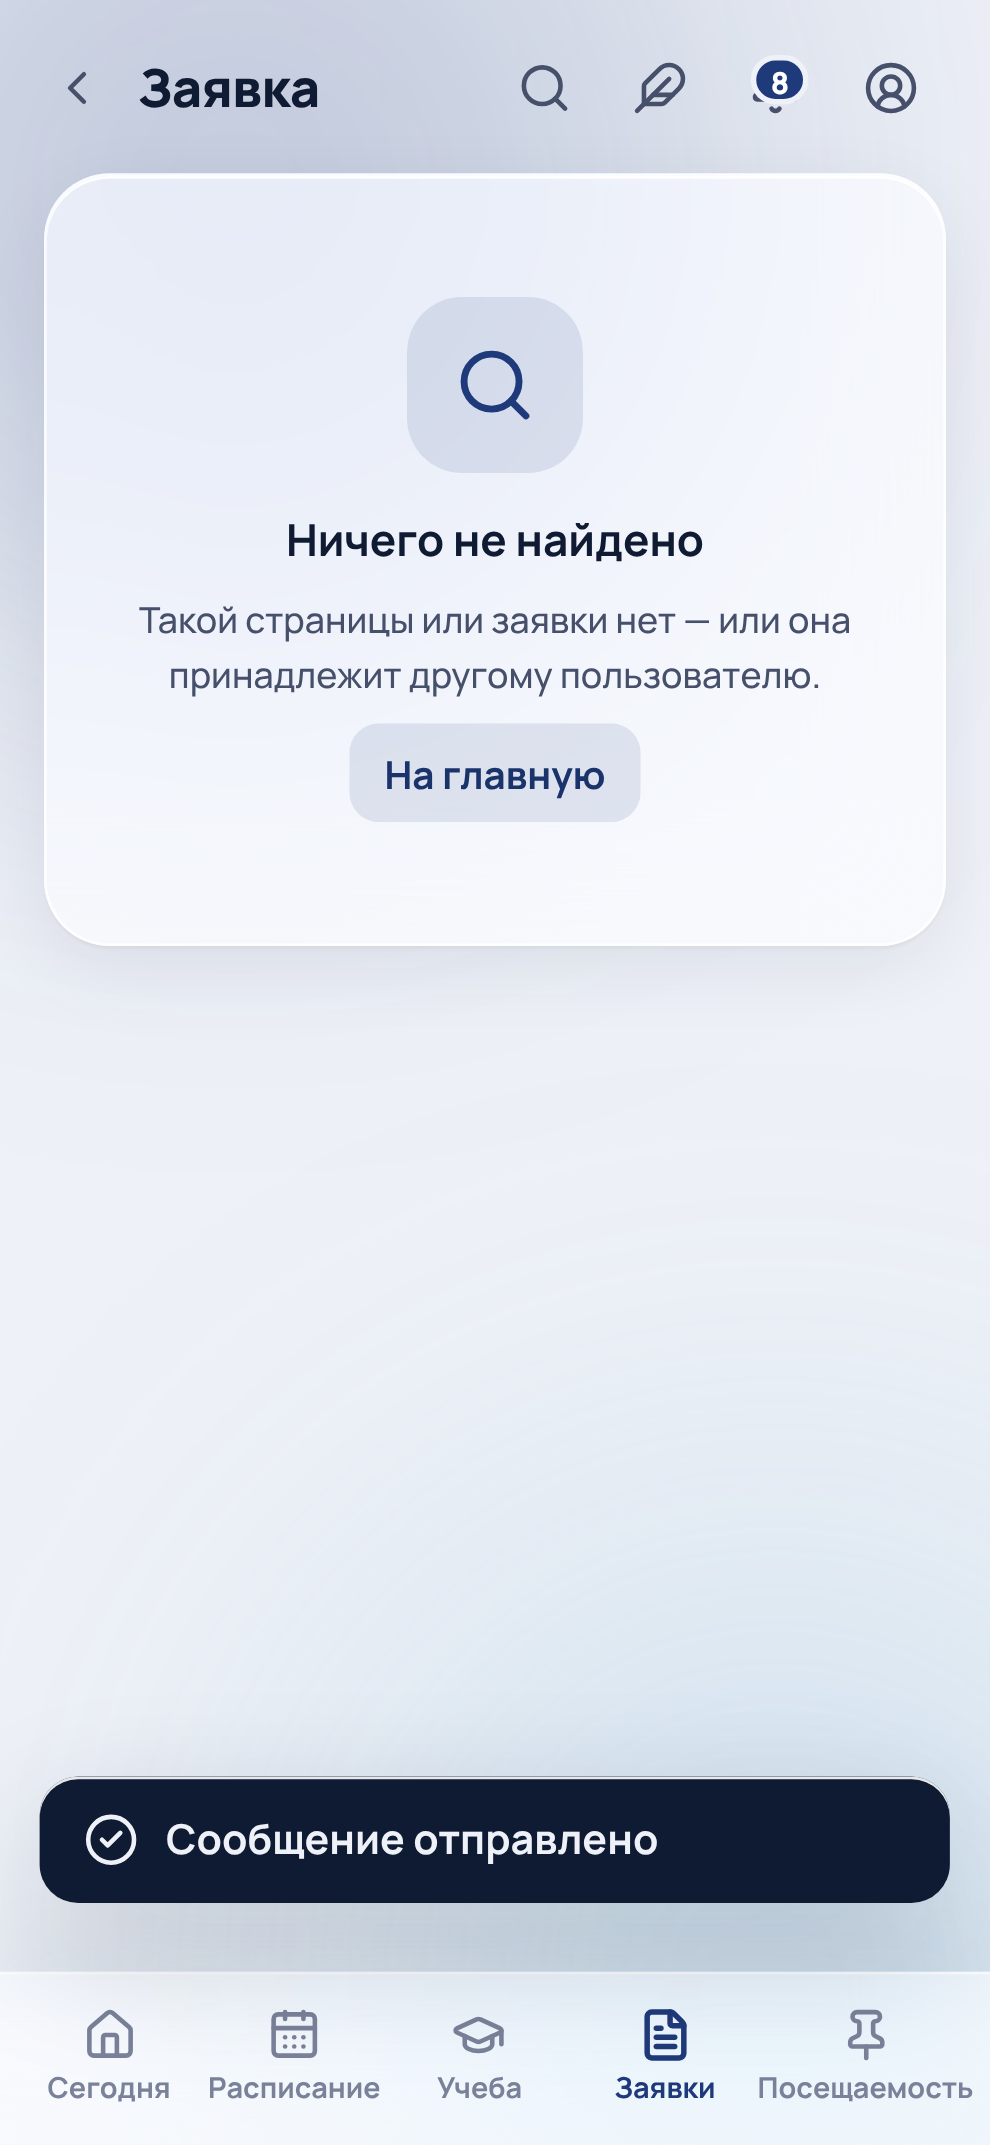 Заявка
8
Ничего не найдено
Такой страницы или заявки нет — или она
принадлежит другому пользователю.
На главную
Сообщение отправлено
Сегодня
Расписание
Учеба
Заявки
Посещаемость